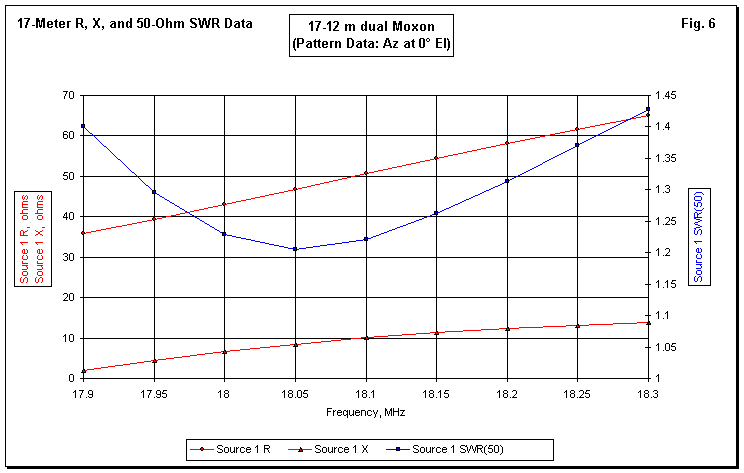 17-Meter R, X, and 50-Ohm SWR Data
17-12 m dual Moxon
(Pattern Data: Az at 0° El)
Fig. 6
70
60
50
40
30
20
10
0
Source 1 R, ohms
Source 1 X, ohms
1.45
1.4
1.35
1.3
1.25
1.2
1.15
1.1
1.05
1
Source 1 SWR(50)
17.9 17.95 18 18.05 18.1 18.15 18.2 18.25 18.3
Frequency, MHz
Source 1 R Source 1 X Source 1 SWR(50)